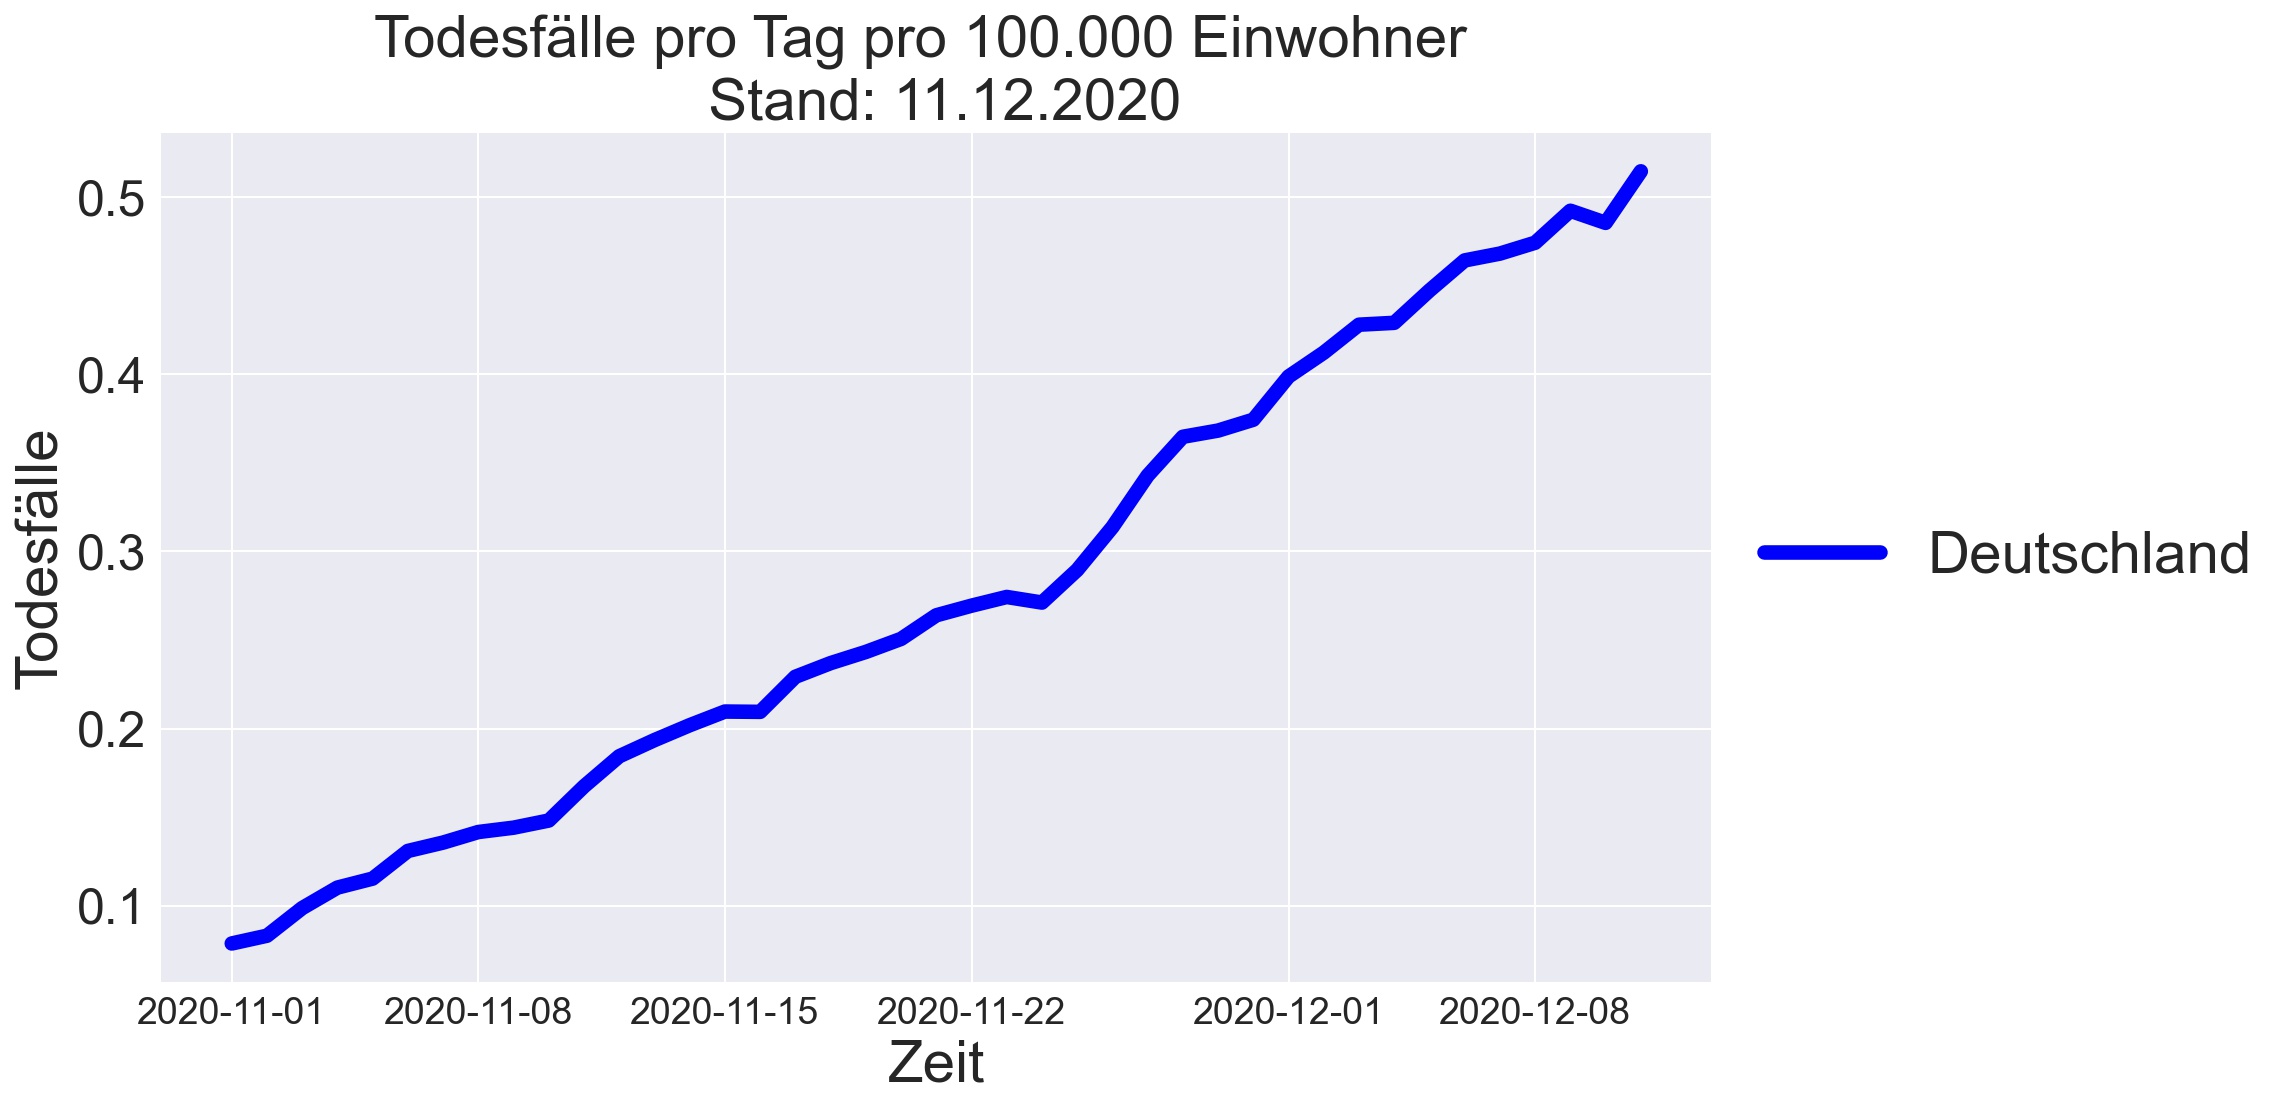 Todesfälle pro Tag pro 100.000 Einwohner
Stand: 11.12.2020
Todesfälle
0.5
0.4
0.3
0.2
0.1
2020-11-01 2020-11-08 2020-11-15 2020-11-22 2020-12-01 2020-12-08
Zeit
Deutschland